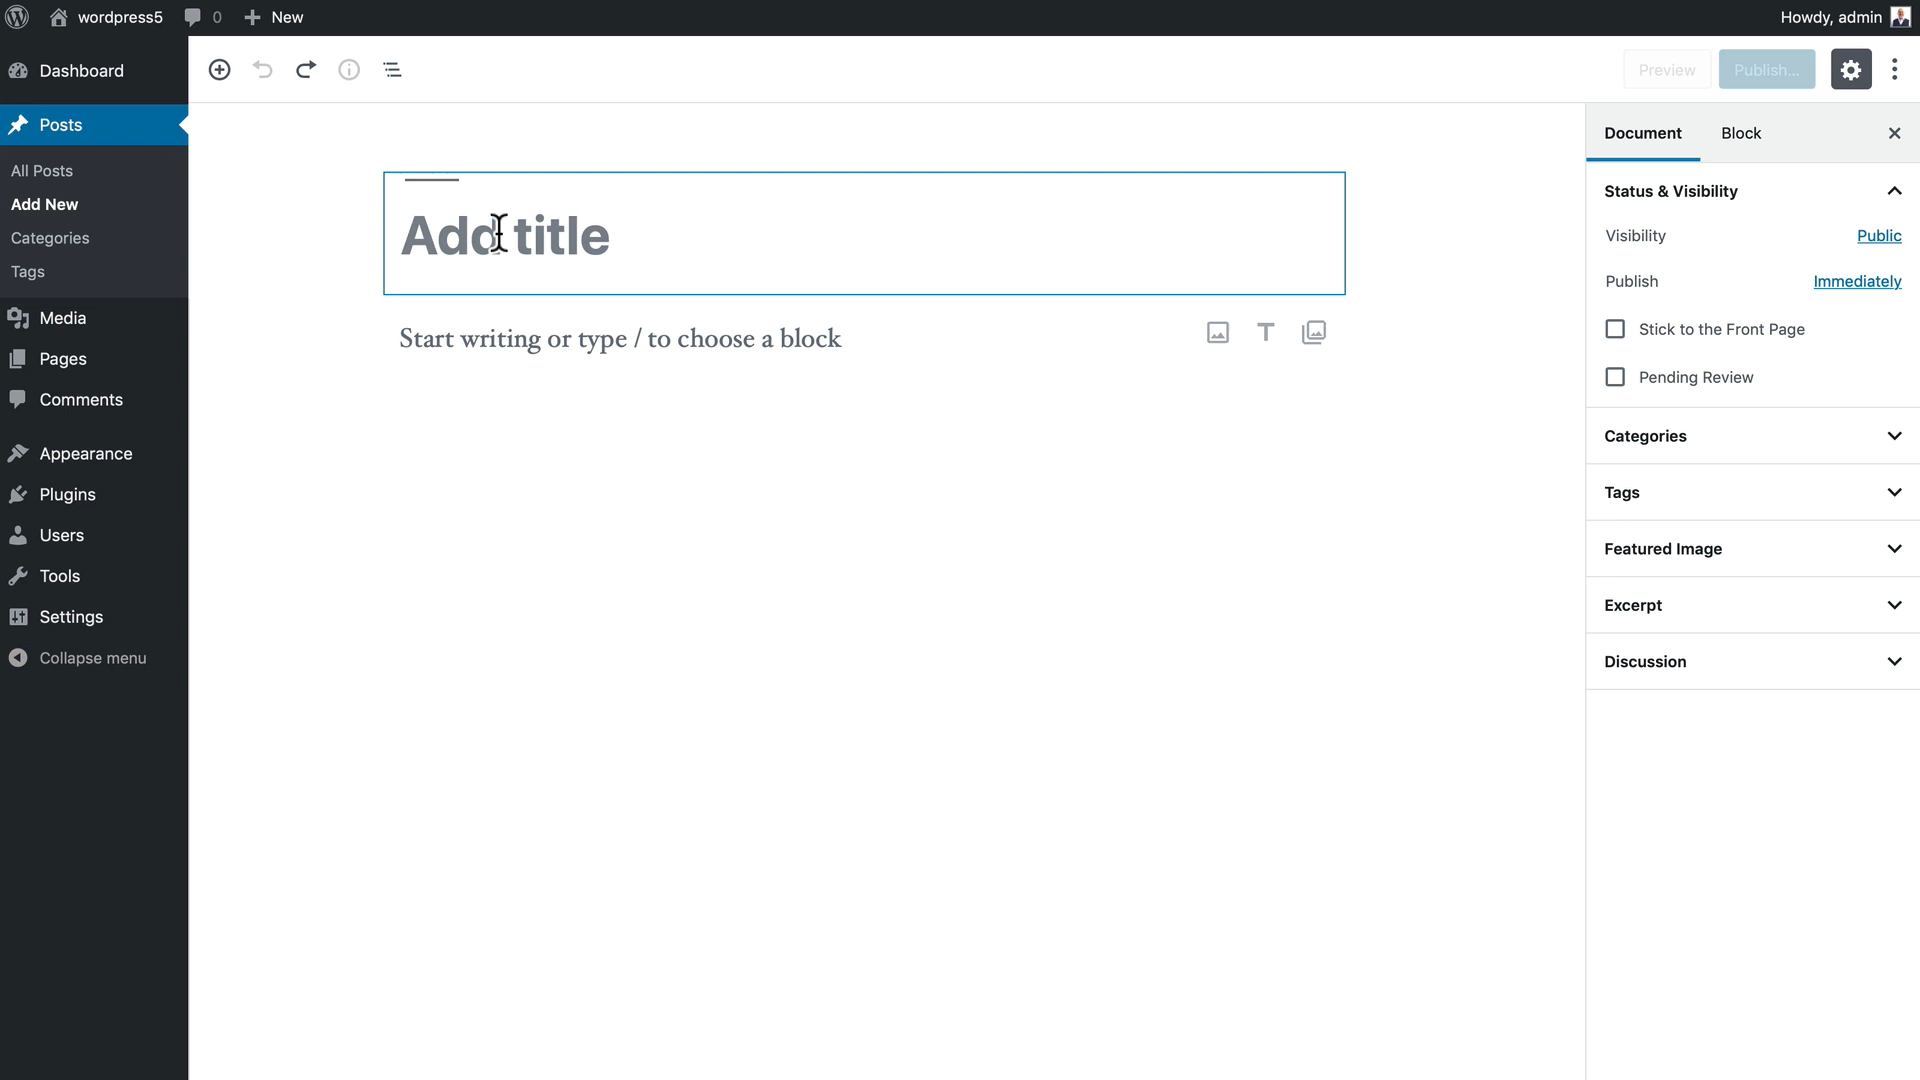 wordpress5
0
New
Howdy, admin
Dashboard
Posts
All Posts
Add New
Categories
Tags
Media
Pages
Comments
Appearance
Plugins
Users
Tools
Settings
Collapse menu
Preview
Publish...
Add title
Start writing or type / to choose a block
Document
Block
Status & Visibility
Visibility
Public
Publish
Immediately
Stick to the Front Page
Pending Review
Categories
Tags
Featured Image
Excerpt
Discussion